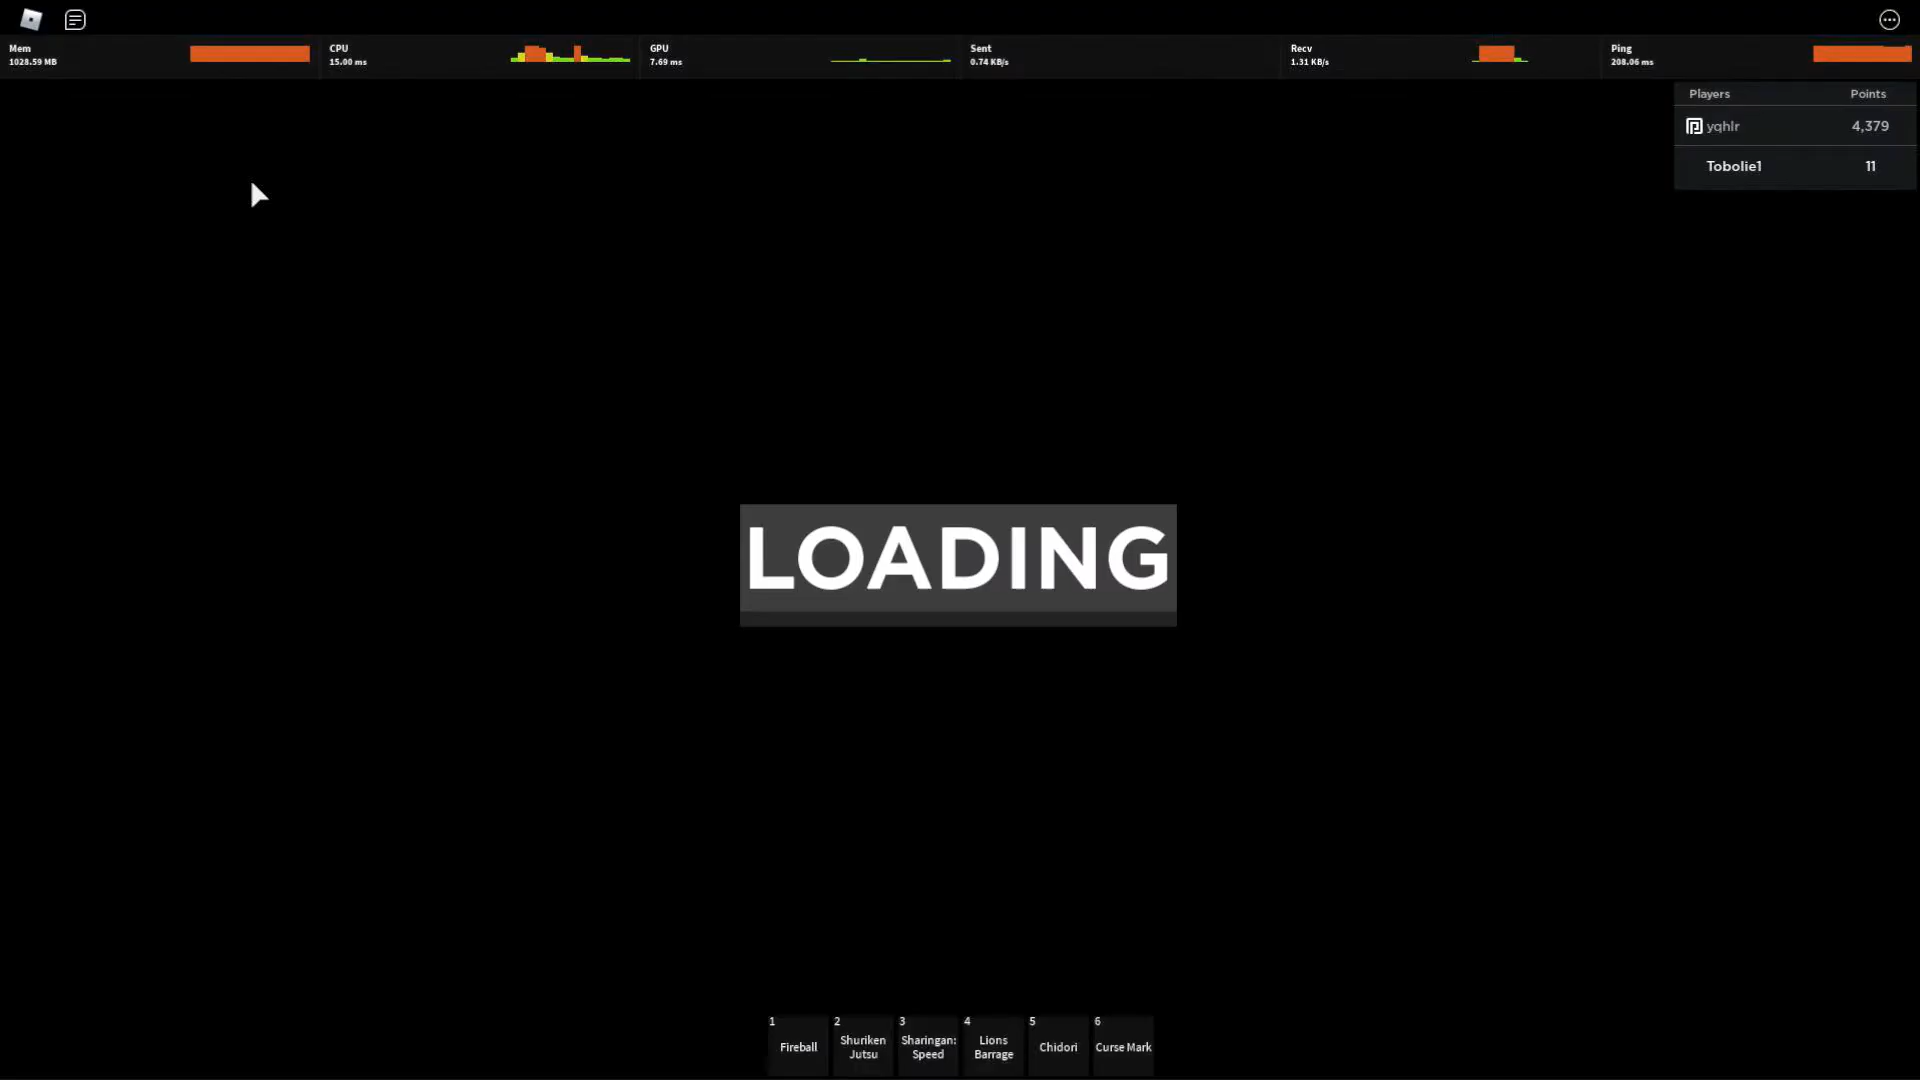 Mem
1028.59 MB
CPU
15.00 ms
GPU
7.69 ms
Sent
0.74 KB/s
Recv
1.31 KB/s
Ping
208.06 ms
Players Points
yqhlr 4,379
Tobolie1 11
LOADING
1
Fireball
2
Shuriken
Jutsu
3
Sharingan:
Speed
4
Lions
Barrage
5
Chidori
6
Curse Mark